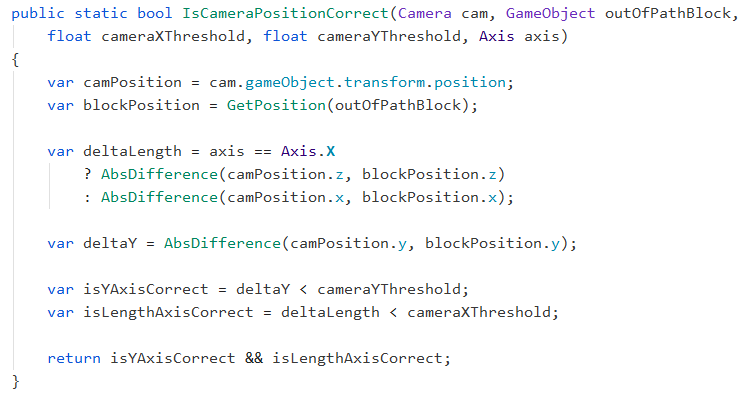 public static bool IsCameraPositionCorrect(Camera cam, GameObject outOfPathBlock,
    float cameraXThreshold, float cameraYThreshold, Axis axis)
{
    var camPosition = cam.gameObject.transform.position;
    var blockPosition = GetPosition(outOfPathBlock);

    var deltaLength = axis == Axis.X
        ? AbsDifference(camPosition.z, blockPosition.z)
        : AbsDifference(camPosition.x, blockPosition.x);

    var deltaY = AbsDifference(camPosition.y, blockPosition.y);

    var isYAxisCorrect = deltaY < cameraYThreshold;
    var isLengthAxisCorrect = deltaLength < cameraXThreshold;

    return isYAxisCorrect && isLengthAxisCorrect;
}